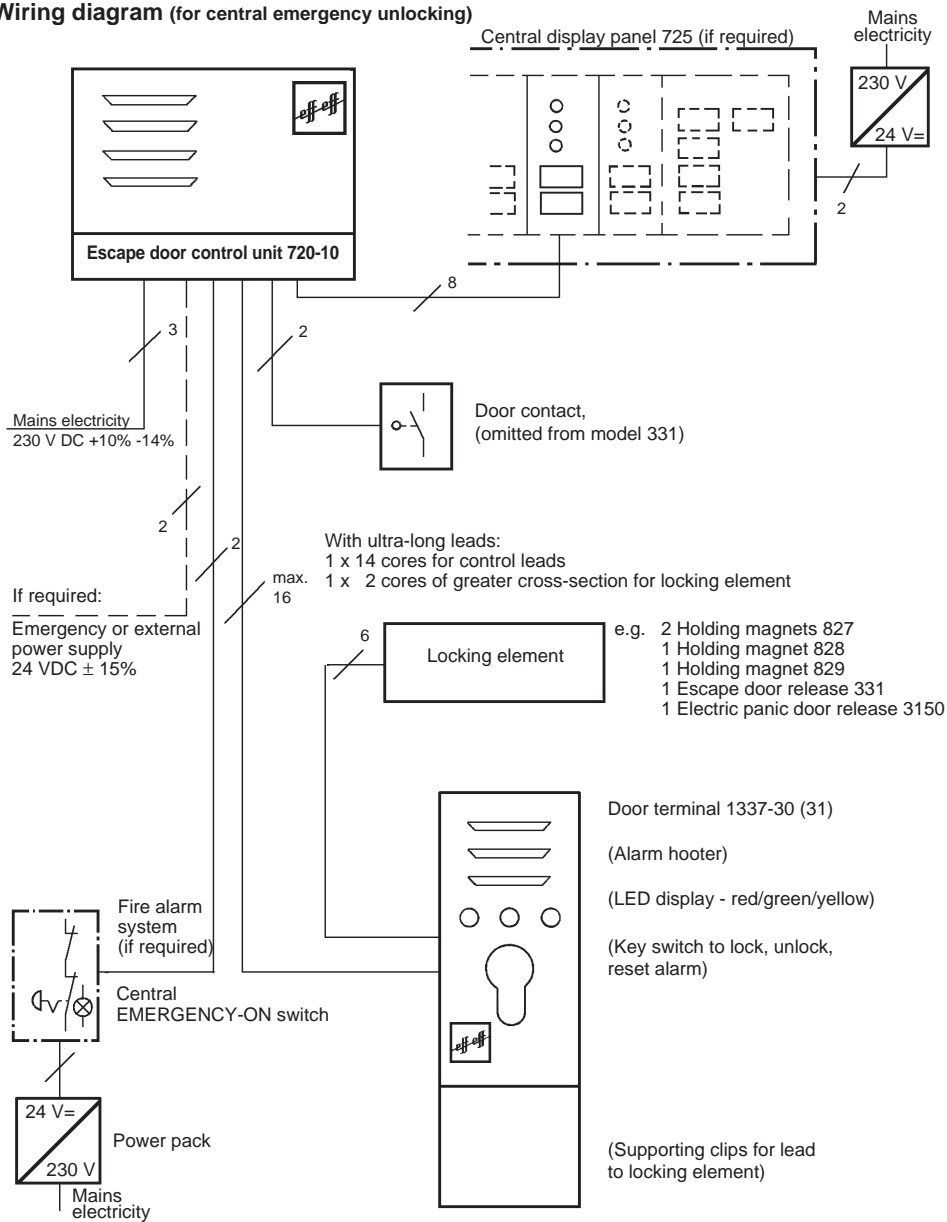 Wiring diagram (for central emergency unlocking)
Central display panel 725 (if required)
Mains
electricity
230 V
24 V=
2
eff eff
Escape door control unit 720-10
8
3
2
Mains electricity
230 V DC +10% -14%
Door contact,
(omitted from model 331)
2
2
With ultra-long leads:
1 x 14 cores for control leads
1 x 2 cores of greater cross-section for locking element
max.
16
If required:
Emergency or external
power supply
24 VDC ± 15%
6
Locking element
e.g. 2 Holding magnets 827
1 Holding magnet 828
1 Holding magnet 829
1 Escape door release 331
1 Electric panic door release 3150
Door terminal 1337-30 (31)
(Alarm hooter)
(LED display - red/green/yellow)
(Key switch to lock, unlock,
reset alarm)
eff eff
(Supporting clips for lead
to locking element)
Fire alarm
system
(if required)
Central
EMERGENCY-ON switch
24 V=
230 V
Power pack
Mains
electricity